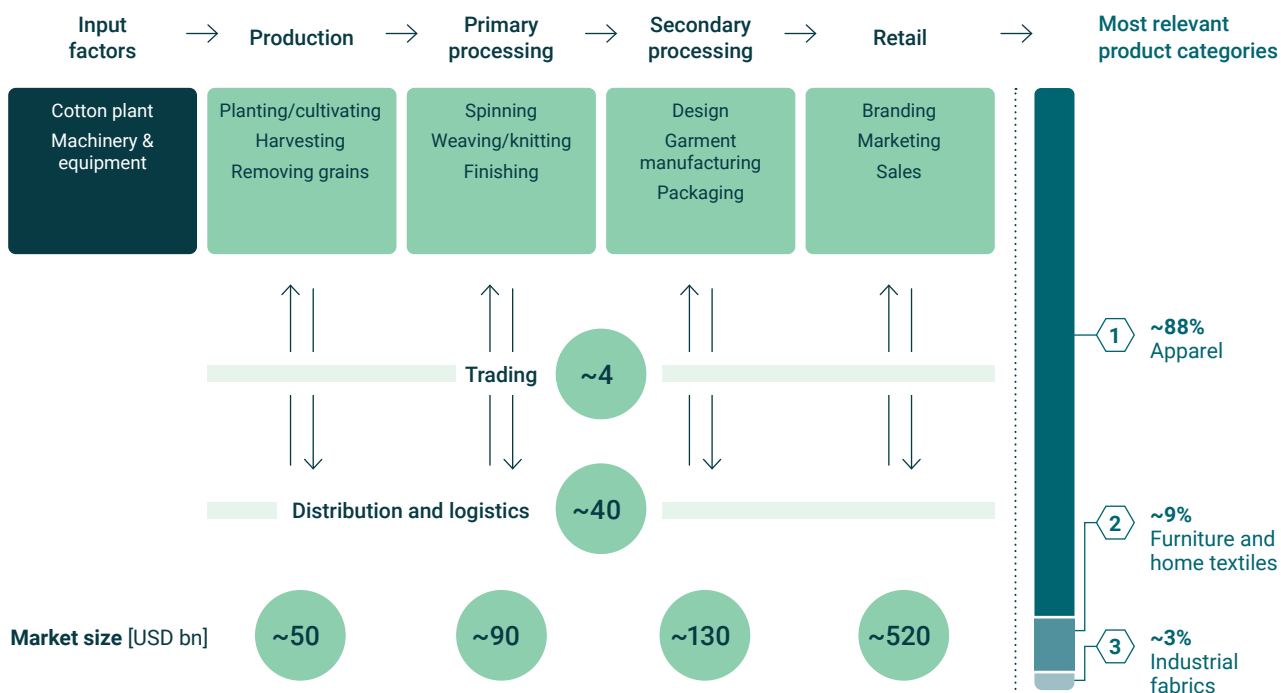 Input
factors
Production
Primary
processing
Secondary
processing
Retail
Most relevant
product categories
Cotton plant
Machinery &
equipment
Planting/cultivating
Harvesting
Removing grains
Spinning
Weaving/knitting
Finishing
Design
Garment
manufacturing
Packaging
Branding
Marketing
Sales
Trading
~4
Distribution and logistics
~40
Market size [USD bn]
~50
~90
~130
~520
1
~88%
Apparel
2
~9%
Furniture and
home textiles
3
~3%
Industrial
fabrics